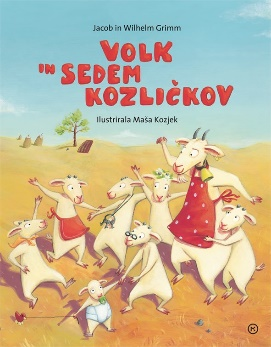 Jacob in Wilhelm Grimm
VOLK
IN SEDEM
KOZLIČKOV
Ilustrirala Maša Kozjek